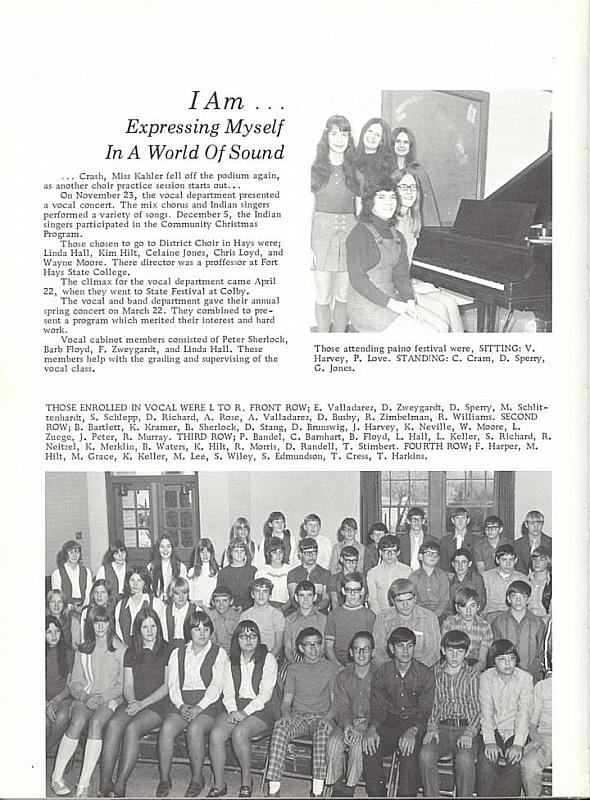 I Am . . .
Expressing Myself
In A World Of Sound
. . . Crash, Miss Kahler fell off the podium again,
as another choir practice session starts out...
On November 23, the vocal department presented
a vocal concert. The mix chorus and Indian singers
performed a variety of songs. December 5, the Indian
singers participated in the Community Christmas
Program.
Those chosen to go to District Choir in Hays were;
Linda Hall, Kim Hilt, Celaine Jones, Chris Loyd, and
Wayne Moore. There director was a proffessor at Fort
Hays State College.
The climax for the vocal department came April
22, when they went to State Festival at Colby.
The vocal and band department gave their annual
spring concert on March 22. They combined to pre-
sent a program which merited their interest and hard
work.
Vocal cabinet members consisted of Peter Sherlock,
Barb Floyd, F. Zweygardt, and Linda Hall. These
members help with the grading and supervising of the
vocal class.
Those attending paino festival were, SITTING: V.
Harvey, P. Love. STANDING: C. Cram, D. Sperry,
G. Jones.
THOSE ENROLLED IN VOCAL WERE L TO R. FRONT ROW; E. Valladarez, D. Zweygardt, D. Sperry, M. Schlit-
tenhardt, S. Schlepp, D. Richard, A. Rose, A. Valladarez, D. Busby, R. Zimbelman, R. Williams. SECOND
ROW; B. Bartlett, K. Kramer, B. Sherlock, D. Stang, D. Brunswig, J. Harvey, K. Neville, W. Moore, L.
Zuege, J. Peter, R. Murray. THIRD ROW; P. Bandel, C. Barnhart, B. Floyd, L. Hall, L. Keller, S. Richard, R.
Neitzel, K. Merklin, B. Waters, K. Hilt, R. Morris, D. Randell, T. Stimbert. FOURTH ROW; F. Harper, M.
Hilt, M. Grace, K. Keller, M. Lee, S. Wiley, S. Edmundson, T. Cress, T. Harkins.